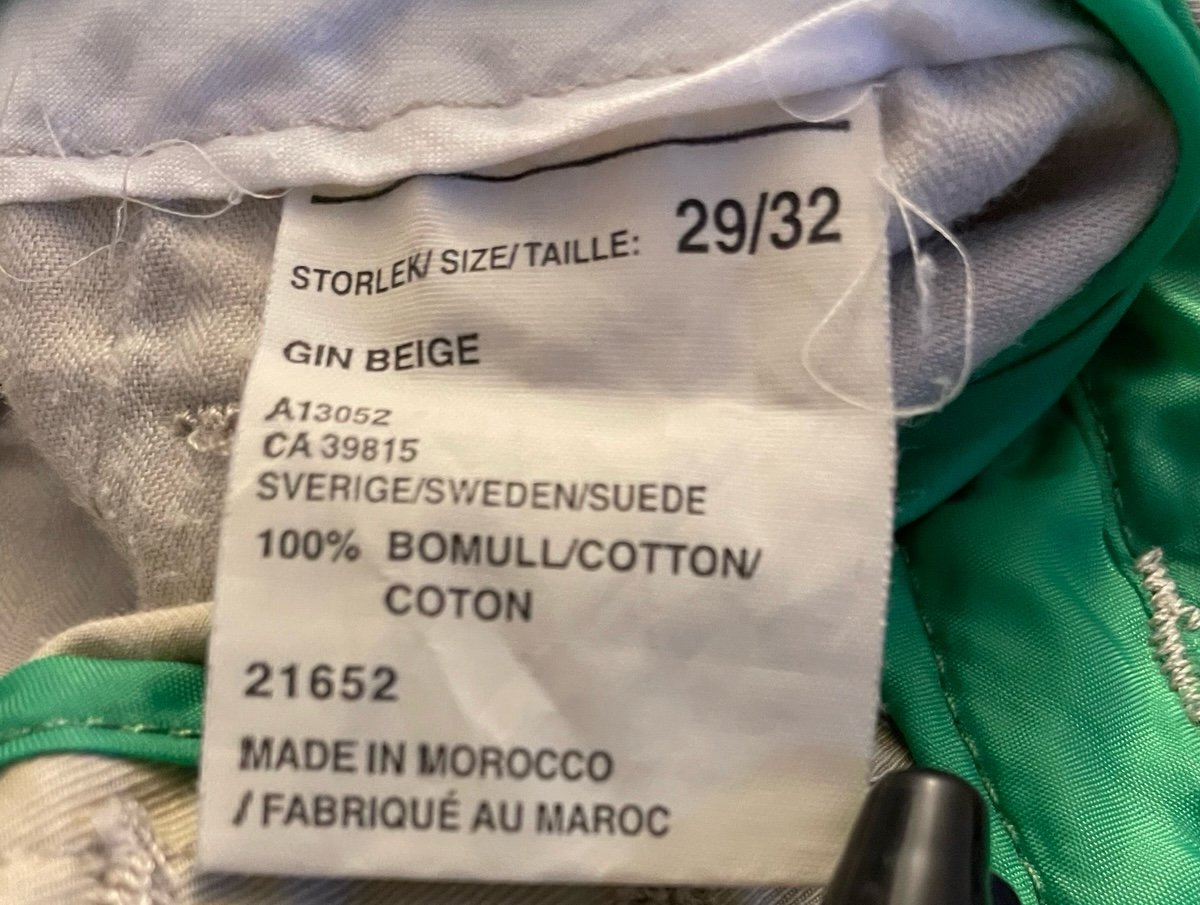 STORLEK/ SIZE/TAILLE: 29/32
GIN BEIGE
A13052
CA 39815
SVERIGE/SWEDEN/SUEDE
100% BOMULL/COTTON/
COTON
21652
MADE IN MOROCCO
/ FABRIQUÉ AU MAROC